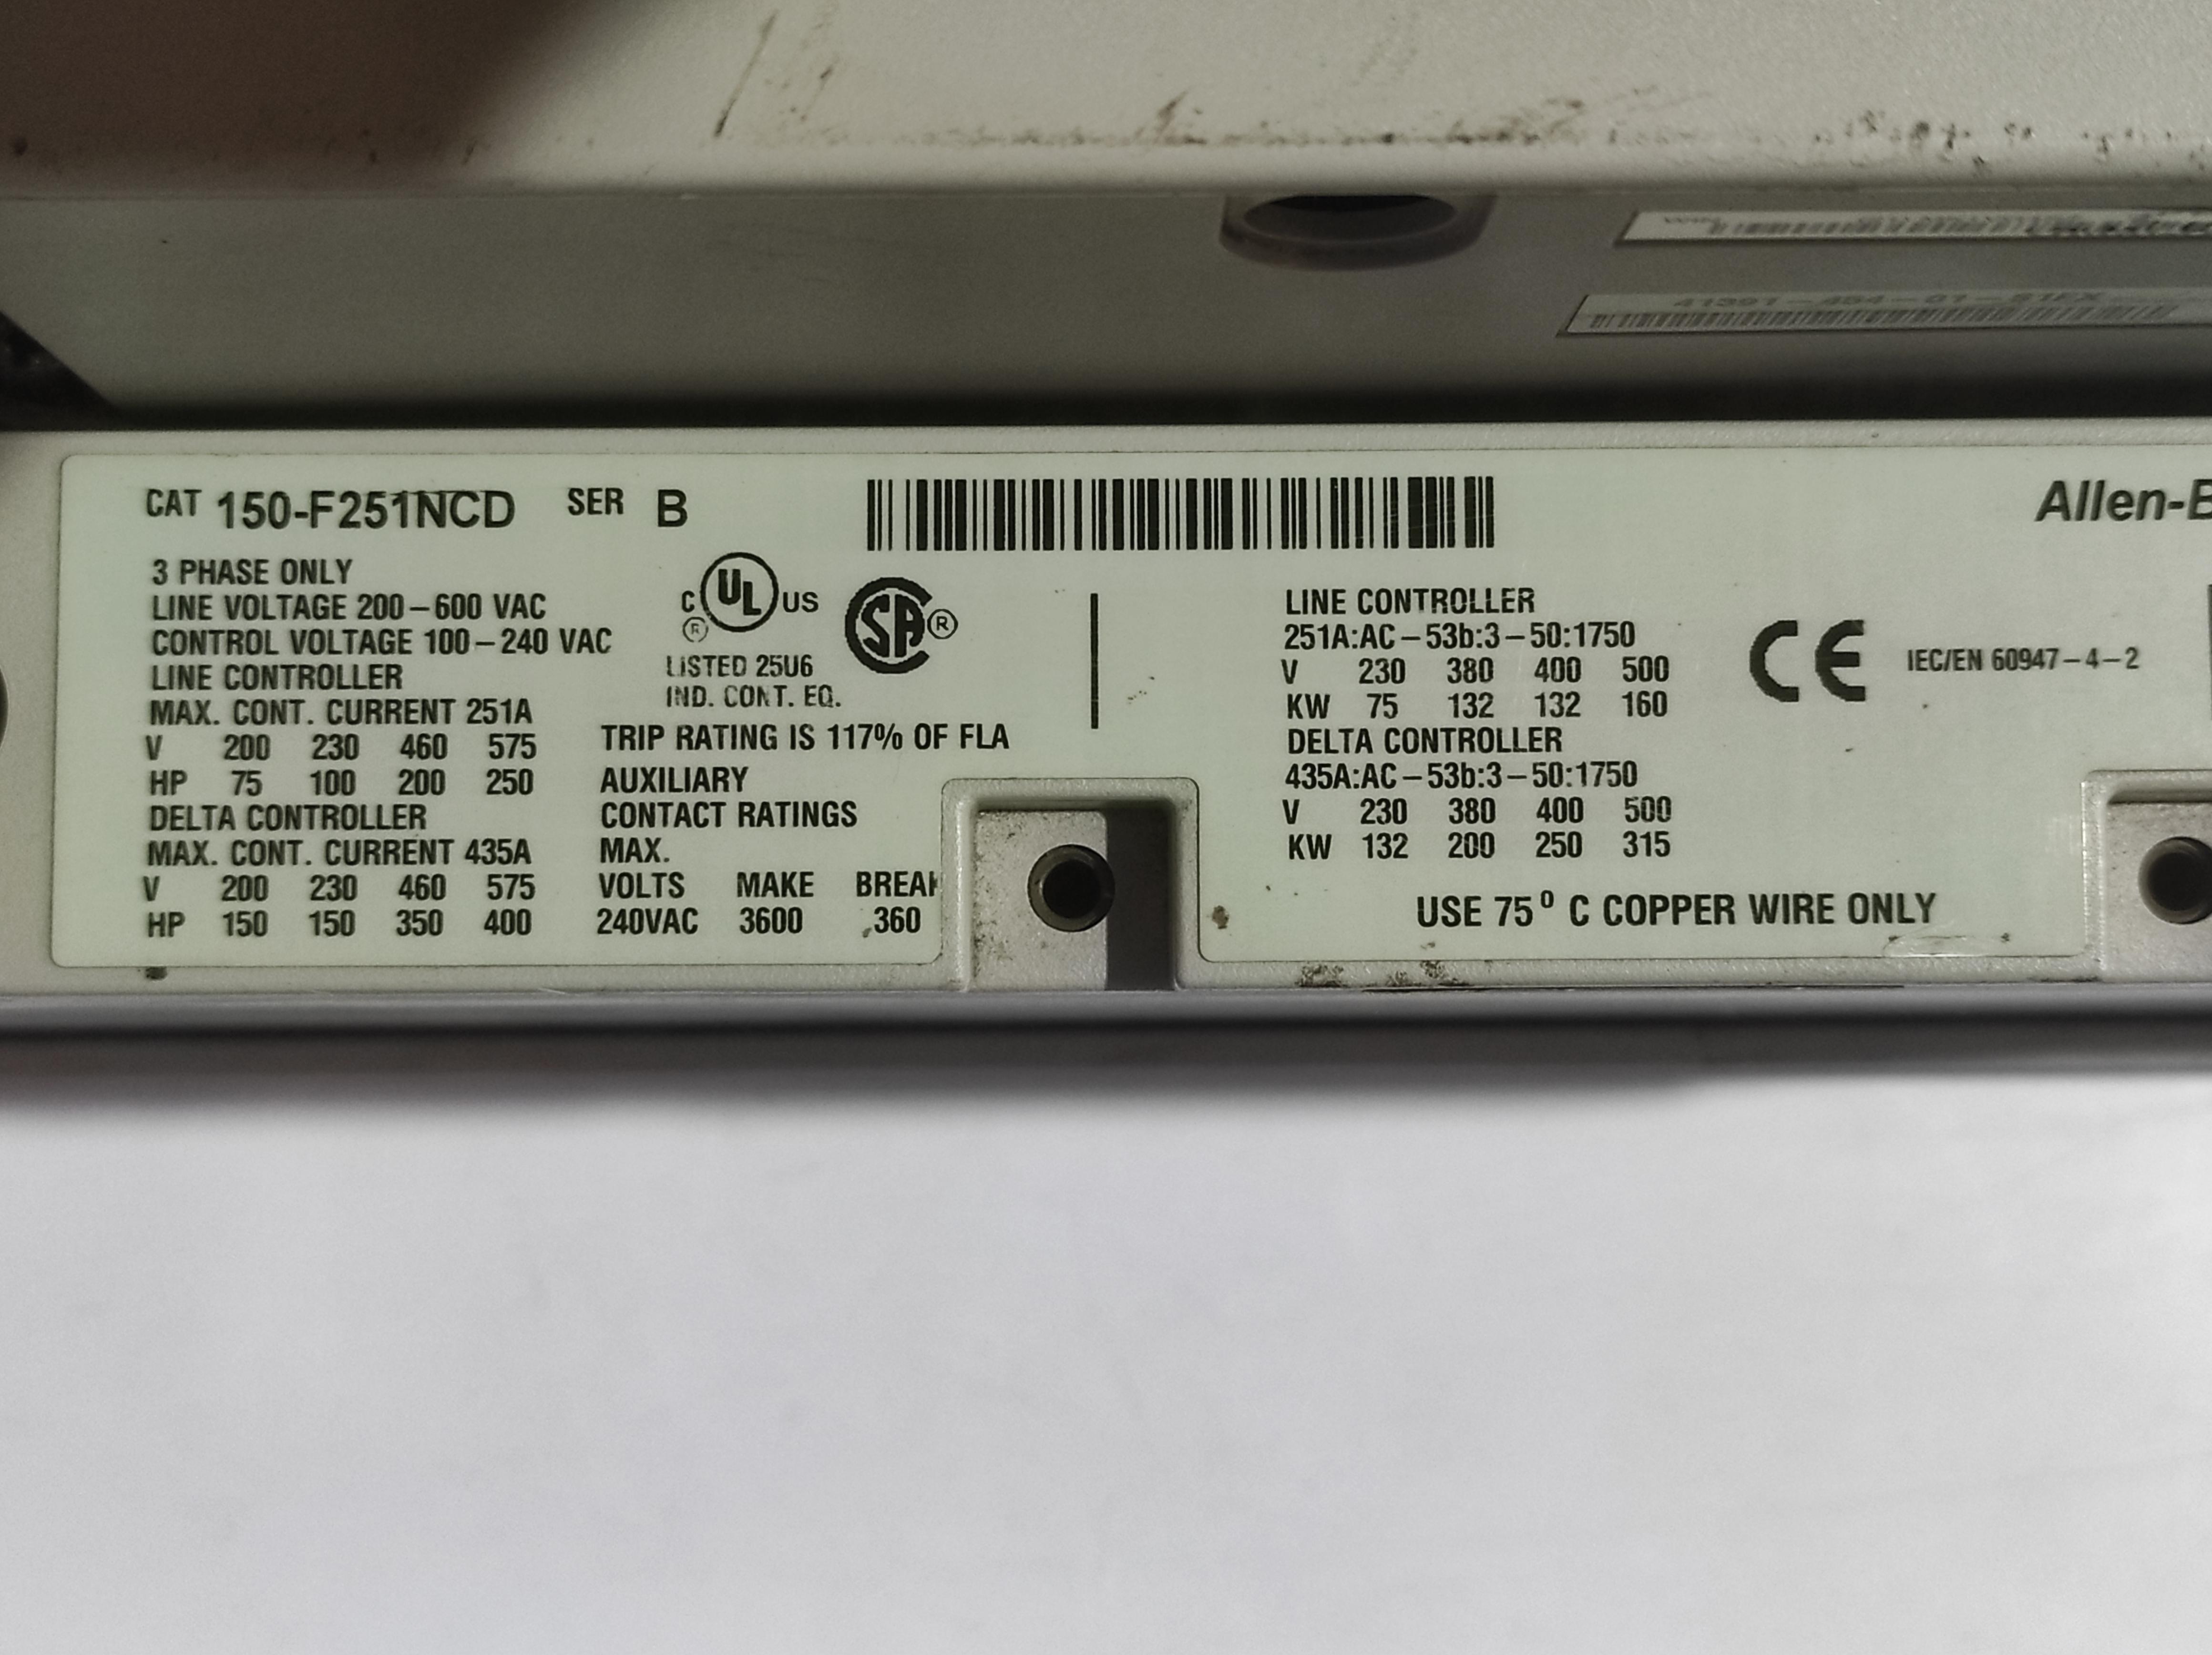 CAT 150-F251NCD SER B
Allen-B
3 PHASE ONLY
LINE VOLTAGE 200-600 VAC
CONTROL VOLTAGE 100-240 VAC
LINE CONTROLLER
MAX. CONT. CURRENT 251A
V 200 230 460 575
HP 75 100 200 250
DELTA CONTROLLER
MAX. CONT. CURRENT 435A
V 200 230 460 575
HP 150 150 350 400
C UL US
®
LISTED 25U6
IND. CONT. EQ.
SA ®
TRIP RATING IS 117% OF FLA
AUXILIARY
CONTACT RATINGS
MAX.
VOLTS MAKE BREAK
240VAC 3600 360
LINE CONTROLLER
251A:AC-53b:3-50:1750
V 230 380 400 500
KW 75 132 132 160
DELTA CONTROLLER
435A:AC-53b:3-50:1750
V 230 380 400 500
KW 132 200 250 315
CE IEC/EN 60947-4-2
USE 75° C COPPER WIRE ONLY